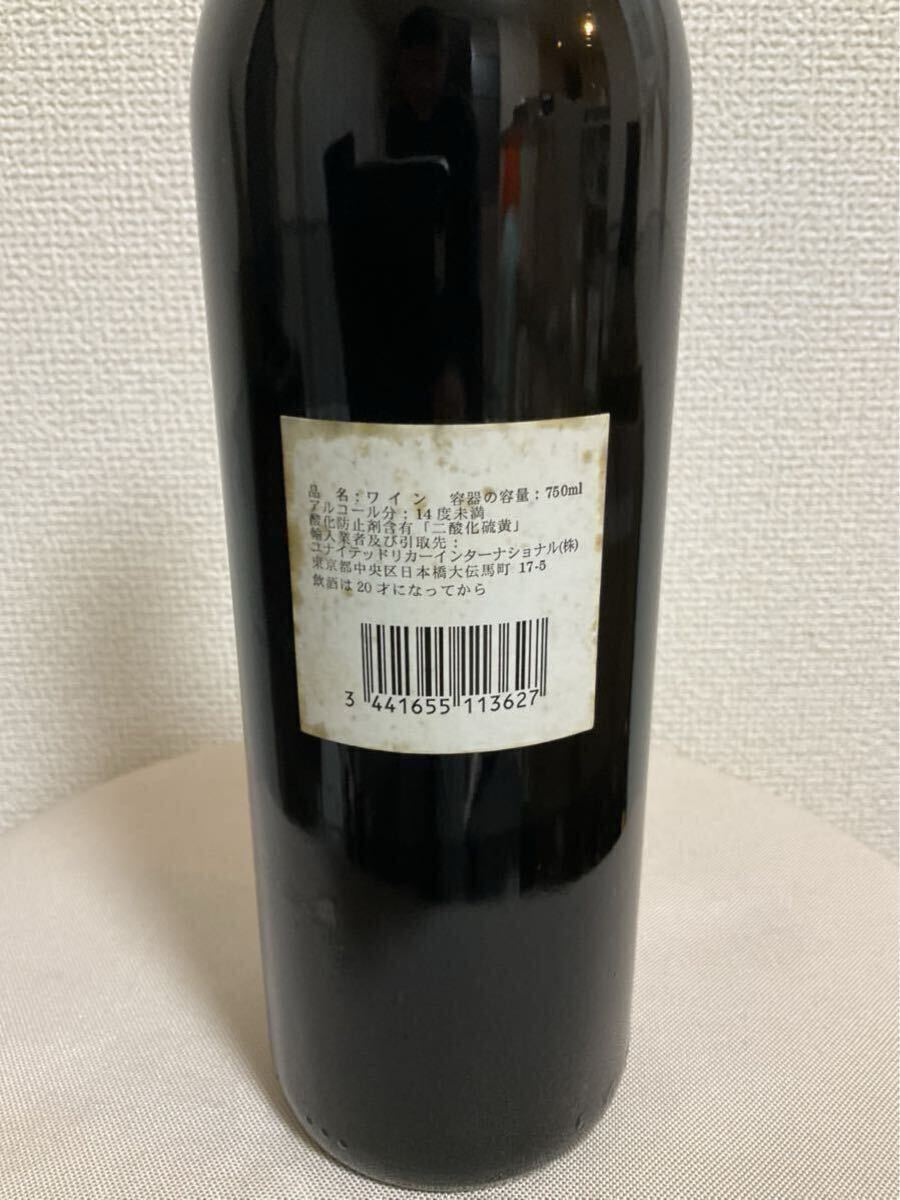 品　名：ワイン　容器の容量：750ml
アルコール分：14度未満
酸化防止剤含有「二酸化硫黄」
輸入業者及び引取先：
ユナイテッドリカーインターナショナル(株)
東京都中央区日本橋大伝馬町 17-5
飲酒は20才になってから
3 441655 113627